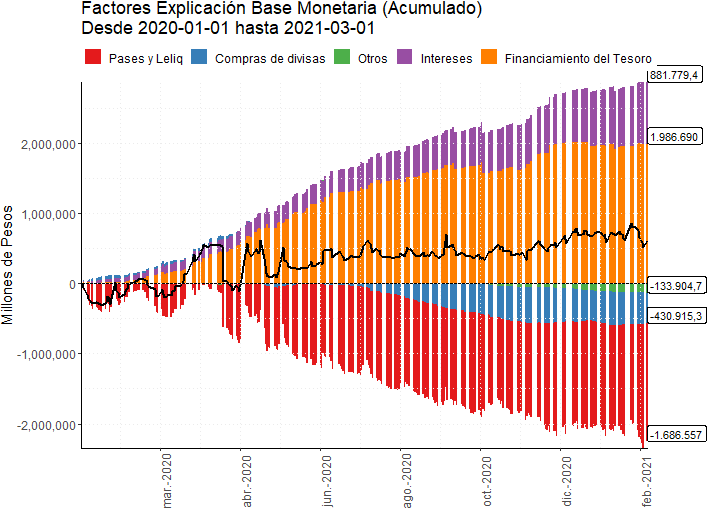 Factores Explicación Base Monetaria (Acumulado)
Desde 2020-01-01 hasta 2021-03-01
Pases y Leliq Compras de divisas Otros Intereses Financiamiento del Tesoro
Millones de Pesos
2,000,000
1,000,000
0
-1,000,000
-2,000,000
881.779,4
1.986.690
-133.904,7
-430.915,3
-1.686.557
mar.-2020
abr.-2020
jun.-2020
ago.-2020
oct.-2020
dic.-2020
feb.-2021